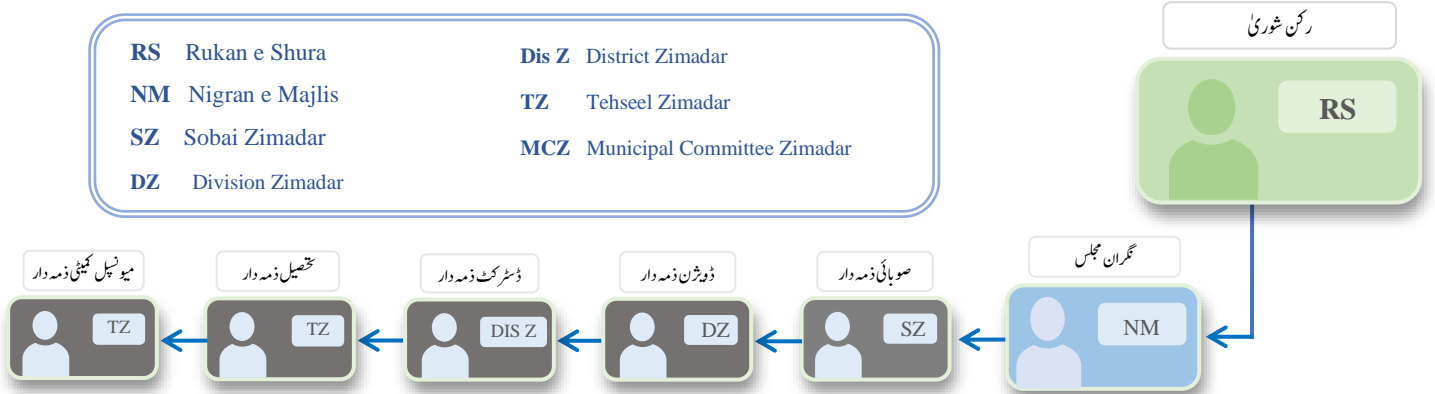 RS Rukan e Shura
NM Nigran e Majlis
SZ Sobai Zimadar
DZ Division Zimadar
Dis Z District Zimadar
TZ Tehseel Zimadar
MCZ Municipal Committee Zimadar
رکن شوریٰ
RS
نگران مجلس
NM
صوبائی ذمہ دار
SZ
ڈویژن ذمہ دار
DZ
ڈسٹرکٹ ذمہ دار
DIS Z
تحصیل ذمہ دار
TZ
میونسپل کمیٹی ذمہ دار
TZ